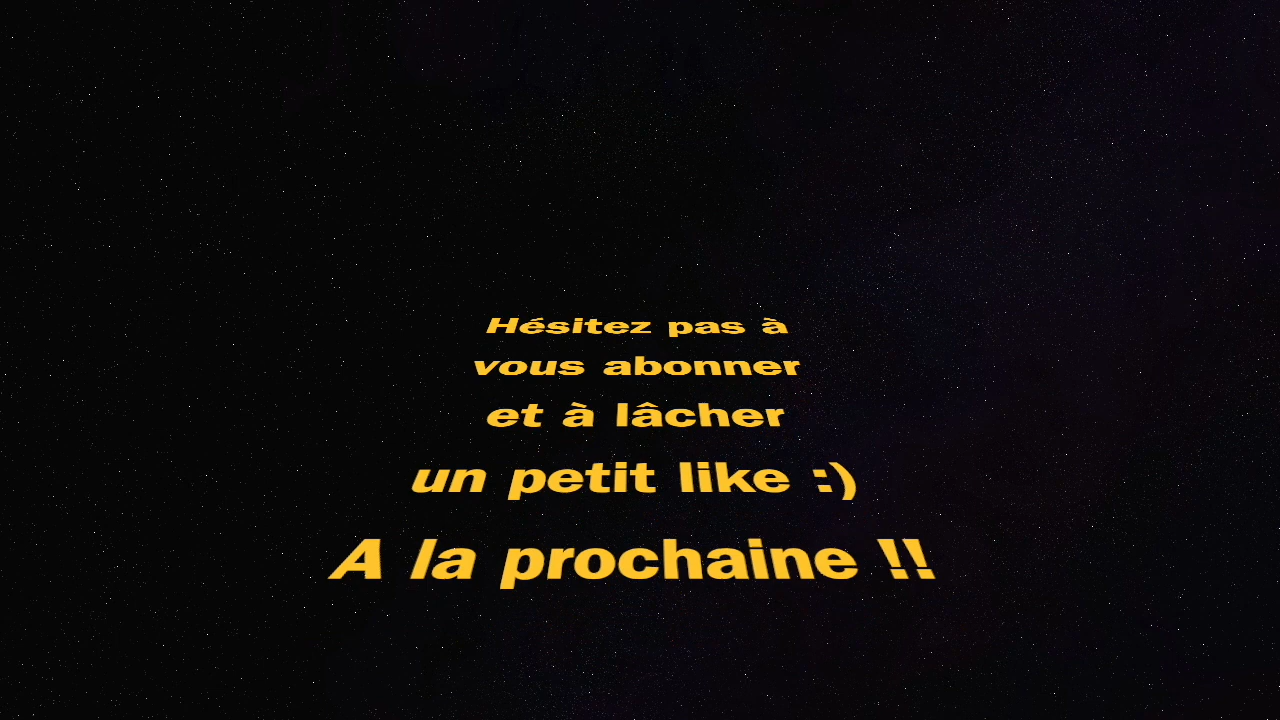 Hésitez pas à
vous abonner
et à lâcher
un petit like :)
A la prochaine !!